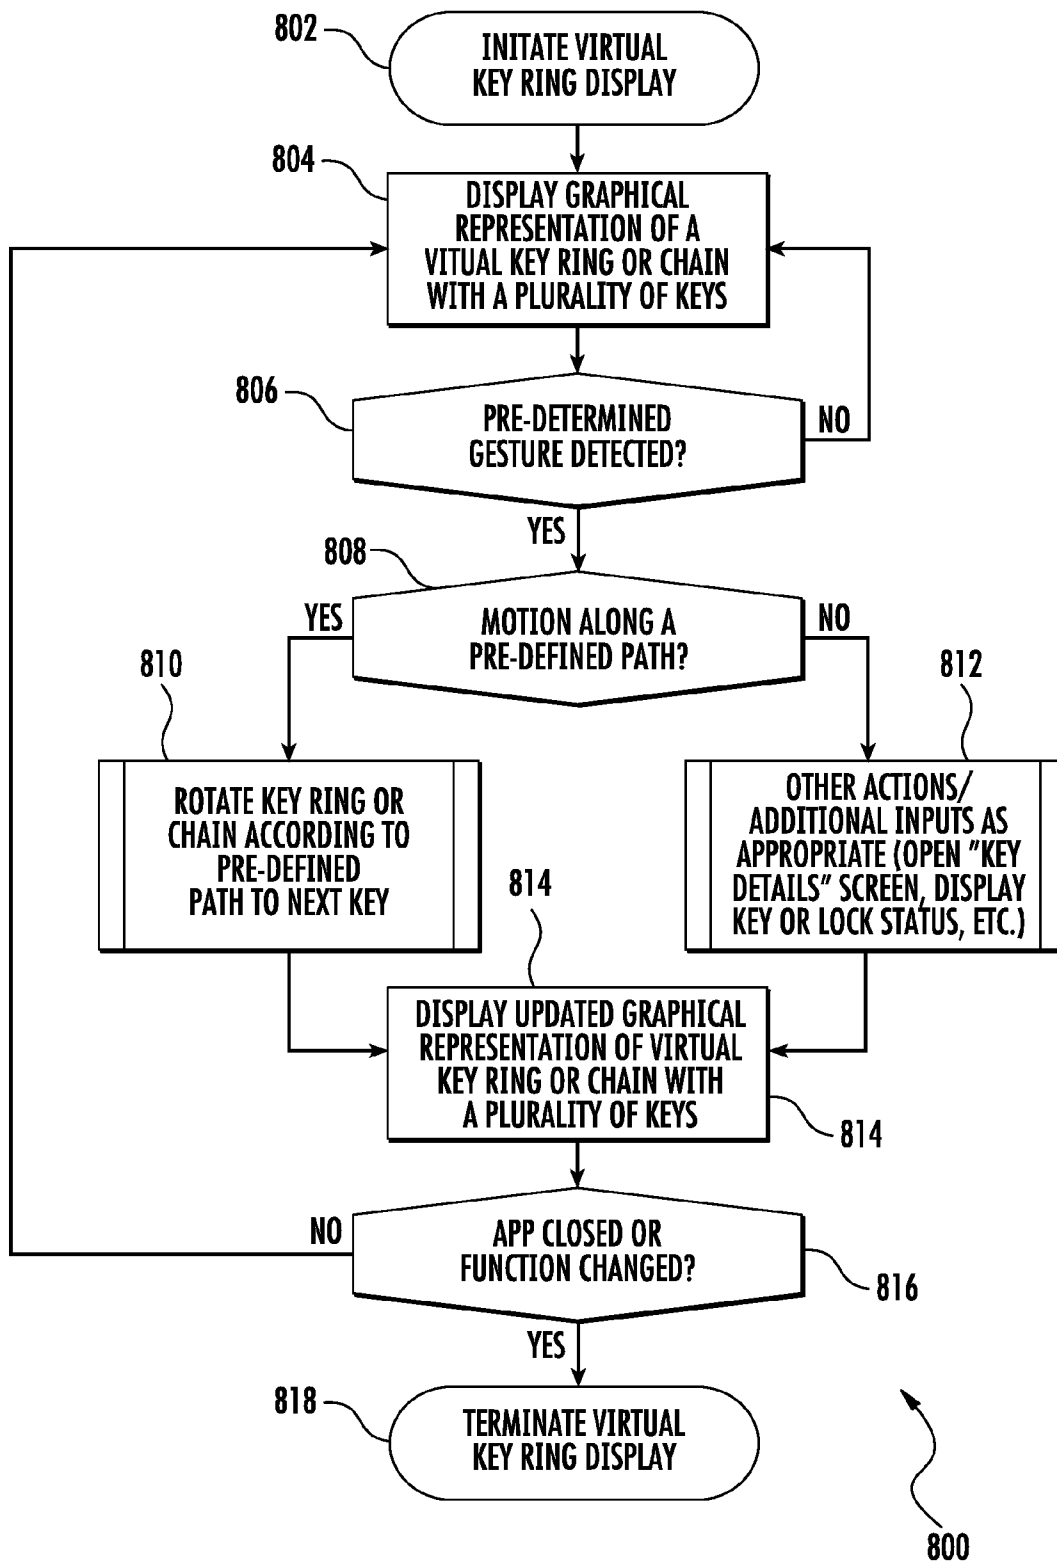 802
INITATE VIRTUAL
KEY RING DISPLAY
804
DISPLAY GRAPHICAL
REPRESENTATION OF A
VITUAL KEY RING OR CHAIN
WITH A PLURALITY OF KEYS
806
PRE-DETERMINED
GESTURE DETECTED?
NO
YES
808
MOTION ALONG A
PRE-DEFINED PATH?
YES
NO
810
ROTATE KEY RING OR
CHAIN ACCORDING TO
PRE-DEFINED
PATH TO NEXT KEY
812
OTHER ACTIONS/
ADDITIONAL INPUTS AS
APPROPRIATE (OPEN "KEY
DETAILS" SCREEN, DISPLAY
KEY OR LOCK STATUS, ETC.)
814
DISPLAY UPDATED GRAPHICAL
REPRESENTATION OF VIRTUAL
KEY RING OR CHAIN WITH
A PLURALITY OF KEYS
814
NO
APP CLOSED OR
FUNCTION CHANGED?
816
YES
818
TERMINATE VIRTUAL
KEY RING DISPLAY
800